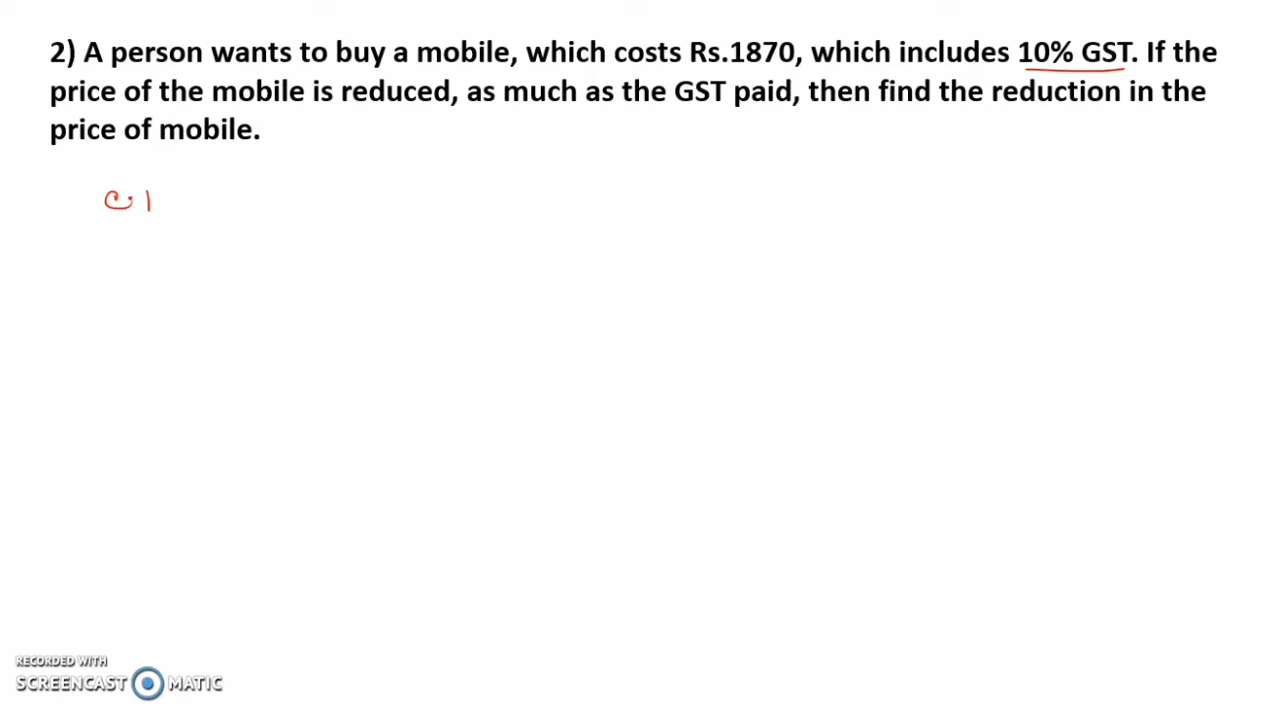 2) A person wants to buy a mobile, which costs Rs.1870, which includes 10% GST. If the
price of the mobile is reduced, as much as the GST paid, then find the reduction in the
price of mobile.
RECORDED WITH
SCREENCAST MATIC